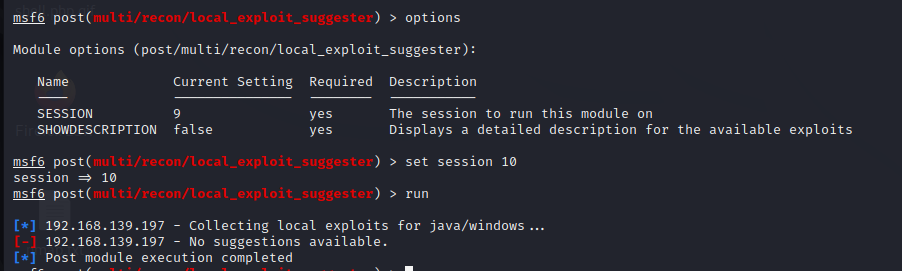 msf6 post(multi/recon/local_exploit_suggester) > options
Module options (post/multi/recon/local_exploit_suggester):
Name Current Setting Required Description
SESSION 9 yes The session to run this module on
SHOWDESCRIPTION false yes Displays a detailed description for the available exploits
msf6 post(multi/recon/local_exploit_suggester) > set session 10
session ⇒ 10
msf6 post(multi/recon/local_exploit_suggester) > run
[*] 192.168.139.197 - Collecting local exploits for java/windows...
[-] 192.168.139.197 - No suggestions available.
[*] Post module execution completed